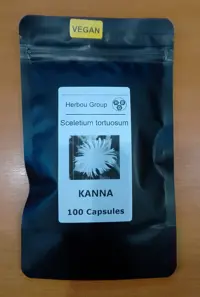 VEGAN
Herbou Group
Sceletium tortuosum
KANNA
100 Capsules